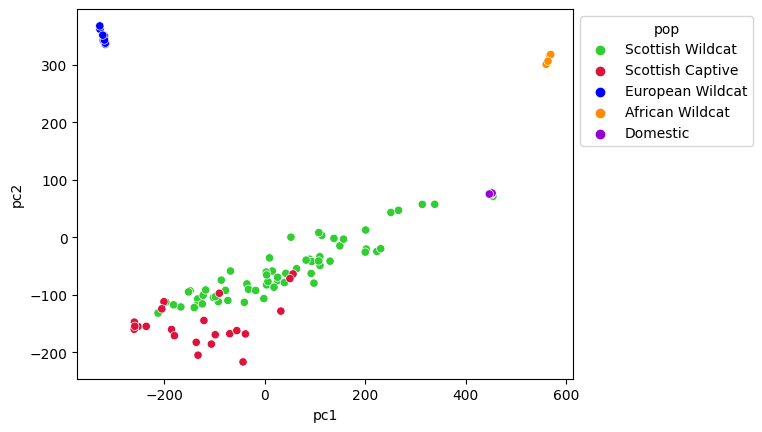 pop
Scottish Wildcat
Scottish Captive
European Wildcat
African Wildcat
Domestic
300
200
100
0
−100
−200
pc2
−200
0
200
400
600
pc1